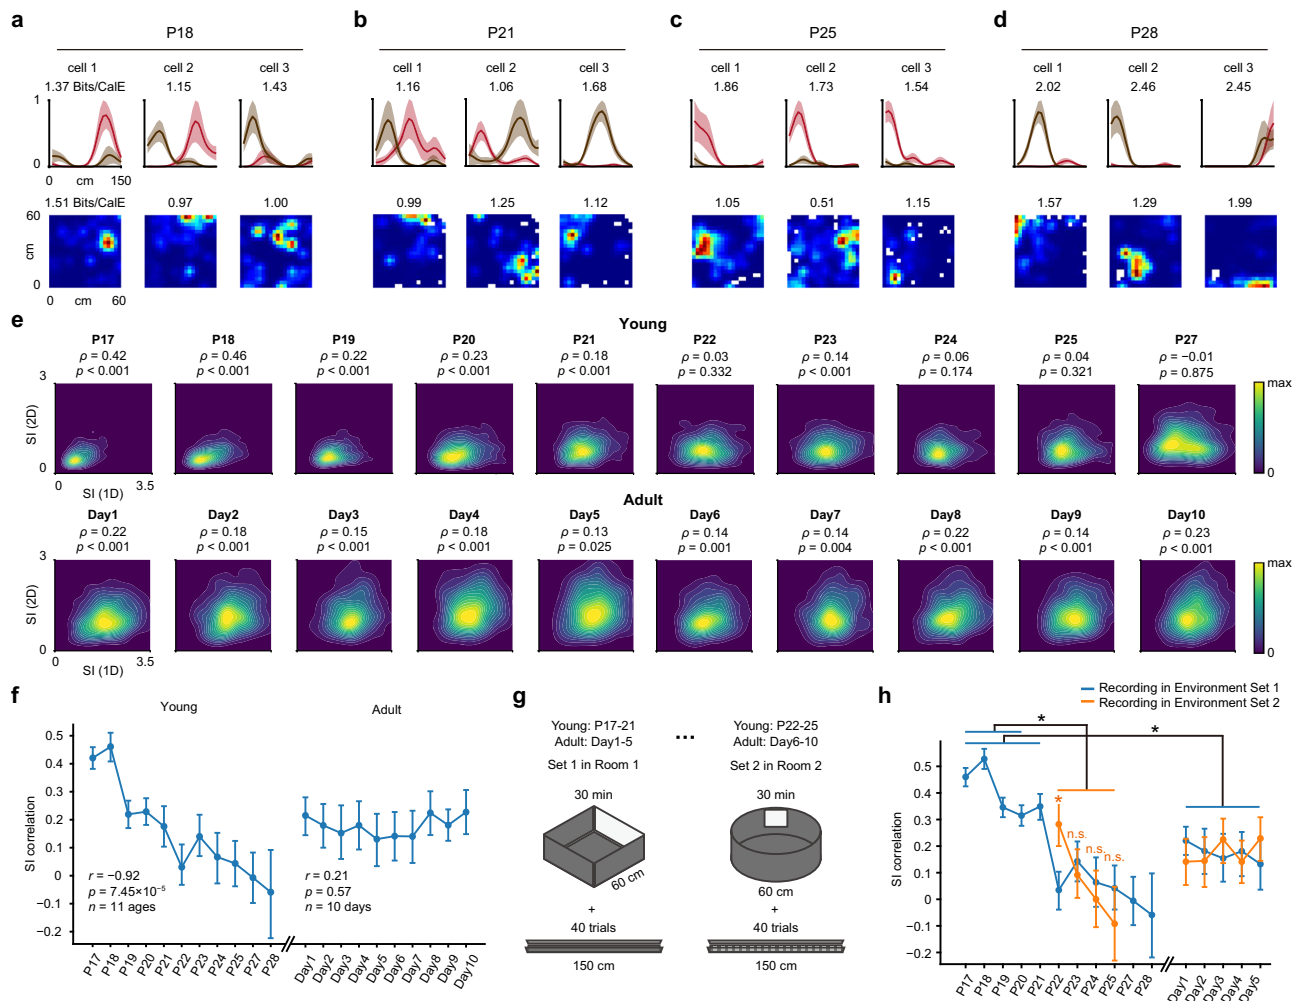 a
P18
cell 1
cell 2
cell 3
1.37 Bits/CalE
1.15
1.43
1
0
0 cm 150
1.51 Bits/CalE
0.97
1.00
60
cm
0
0 cm 60
b
P21
cell 1
cell 2
cell 3
1.16
1.06
1.68
0.99
1.25
1.12
c
P25
cell 1
cell 2
cell 3
1.86
1.73
1.54
1.05
0.51
1.15
d
P28
cell 1
cell 2
cell 3
2.02
2.46
2.45
1.57
1.29
1.99
e
Young
P17
ρ = 0.42
p < 0.001
P18
ρ = 0.46
p < 0.001
P19
ρ = 0.22
p < 0.001
P20
ρ = 0.23
p < 0.001
P21
ρ = 0.18
p < 0.001
P22
ρ = 0.03
p = 0.332
P23
ρ = 0.14
p < 0.001
P24
ρ = 0.06
p = 0.174
P25
ρ = 0.04
p = 0.321
P27
ρ = −0.01
p = 0.875
3
SI (2D)
0
0 3.5
SI (1D)
max
0
Adult
Day1
ρ = 0.22
p < 0.001
Day2
ρ = 0.18
p < 0.001
Day3
ρ = 0.15
p < 0.001
Day4
ρ = 0.18
p < 0.001
Day5
ρ = 0.13
p = 0.025
Day6
ρ = 0.14
p = 0.001
Day7
ρ = 0.14
p = 0.004
Day8
ρ = 0.22
p < 0.001
Day9
ρ = 0.14
p < 0.001
Day10
ρ = 0.23
p < 0.001
3
SI (2D)
0
0 3.5
SI (1D)
max
0
f
Young
Adult
SI correlation
0.5
0.4
0.3
0.2
0.1
0
−0.1
−0.2
r = −0.92
p = 7.45×10⁻⁵
n = 11 ages
r = 0.21
p = 0.57
n = 10 days
P17 P18 P19 P20 P21 P22 P23 P24 P25 P27 P28 Day1 Day2 Day3 Day4 Day5 Day6 Day7 Day8 Day9 Day10
g
Young: P17-21
Adult: Day1-5
Set 1 in Room 1
30 min
60 cm
+
40 trials
150 cm
...
Young: P22-25
Adult: Day6-10
Set 2 in Room 2
30 min
60 cm
+
40 trials
150 cm
h
Recording in Environment Set 1
Recording in Environment Set 2
SI correlation
0.5
0.4
0.3
0.2
0.1
0
−0.1
−0.2
*
*
*
n.s.
n.s.
n.s.
P17 P18 P19 P20 P21 P22 P23 P24 P25 P27 P28 Day1 Day2 Day3 Day4 Day5